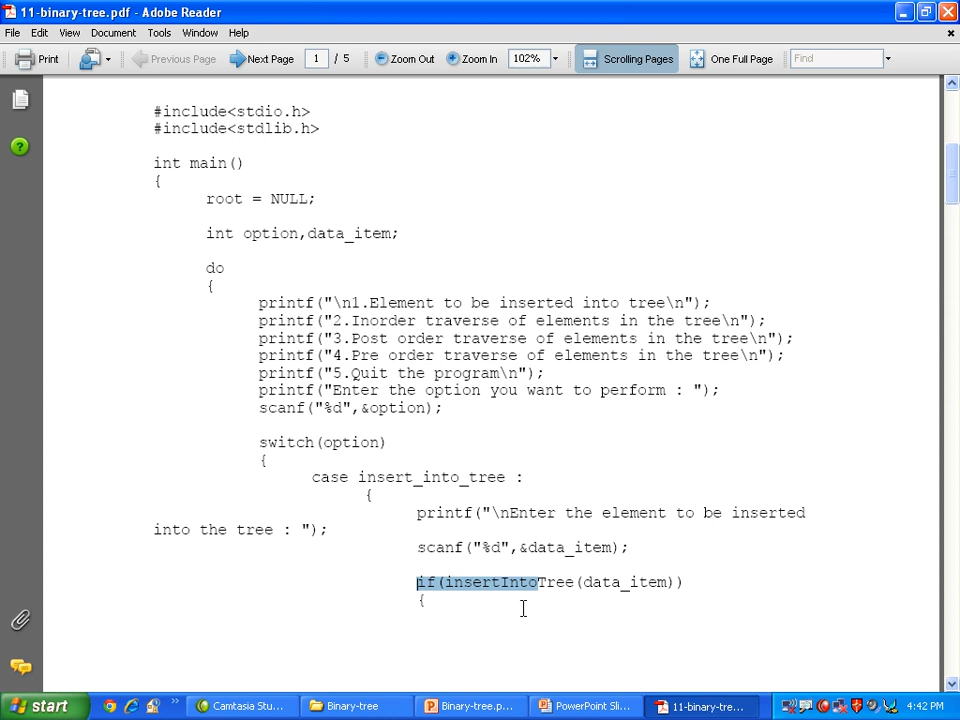 11-binary-tree.pdf - Adobe Reader
File Edit View Document Tools Window Help
Print Previous Page Next Page 1 / 5 Zoom Out Zoom In 102% Scrolling Pages One Full Page Find
#include<stdio.h>
#include<stdlib.h>
int main()
{
root = NULL;
int option,data_item;
do
{
printf("\n1.Element to be inserted into tree\n");
printf("2.Inorder traverse of elements in the tree\n");
printf("3.Post order traverse of elements in the tree\n");
printf("4.Pre order traverse of elements in the tree\n");
printf("5.Quit the program\n");
printf("Enter the option you want to perform : ");
scanf("%d",&option);
switch(option)
{
case insert_into_tree :
{
printf("\nEnter the element to be inserted
into the tree : ");
scanf("%d",&data_item);
if(insertIntoTree(data_item))
{
start Camtasia Stu... Binary-tree Binary-tree.p... PowerPoint Sli... 11-binary-tre... 4:42 PM